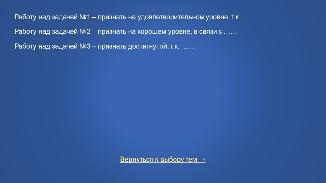 Работу над задачей №1 – признать на удовлетворительном уровне, т.к
Работу над задачей №2 – признать на хорошем уровне, в связи с ……
Работу над задачей №3 – признать достигнутой, т.к. ……
Вернуться к выбору тем →